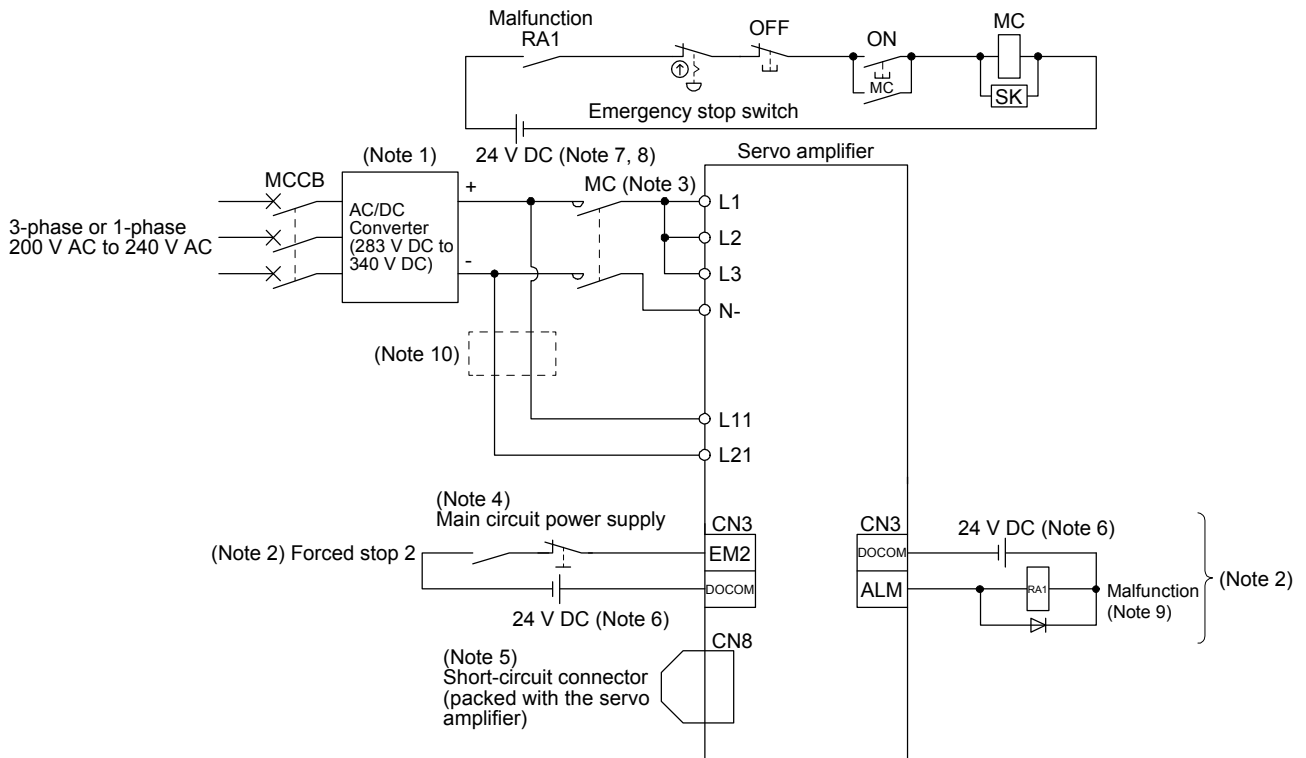 Malfunction
RA1
OFF
ON
MC
MC
SK
Emergency stop switch
24 V DC (Note 7, 8)
Servo amplifier
(Note 1)
MCCB
+
MC (Note 3)
L1
3-phase or 1-phase
200 V AC to 240 V AC
AC/DC
Converter
(283 V DC to
340 V DC)
L2
-
L3
N-
(Note 10)
L11
L21
(Note 4)
Main circuit power supply
(Note 2) Forced stop 2
CN3
EM2
DOCOM
24 V DC (Note 6)
CN3
DOCOM
ALM
24 V DC (Note 6)
RA1
Malfunction
(Note 9)
(Note 2)
CN8
(Note 5)
Short-circuit connector
(packed with the servo
amplifier)